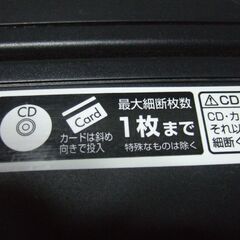 CD
Card
カードは斜め
向きで投入
最大細断枚数
1枚まで
特殊なものは除く
⚠CD
CD・カ
それ以
細断く